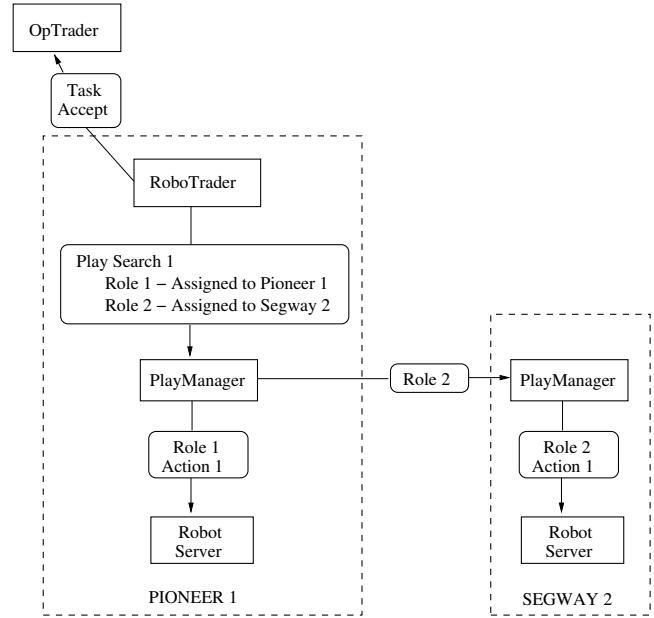 OpTrader
Task
Accept
RoboTrader
Play Search 1
Role 1 − Assigned to Pioneer 1
Role 2 − Assigned to Segway 2
PlayManager
Role 2
PlayManager
Role 1
Action 1
Role 2
Action 1
Robot
Server
Robot
Server
PIONEER 1
SEGWAY 2